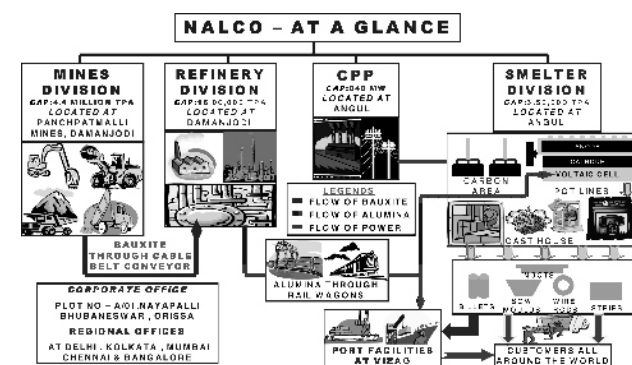 NALCO – AT A GLANCE
MINES
DIVISION
CAP:4.8 MILLION TPA
LOCATED AT
PANCHPATMALLI
MINES, DAMANJODI
REFINERY
DIVISION
LOCATED AT
DAMANJODI
CPP
LOCATED AT
ANGUL
SMELTER
DIVISION
LOCATED AT
ANGUL
CARBON
AREA
ANODE
CATHODE
VOLTAIC CELL
POT LINES
LEGENDS
FLOW OF BAUXITE
FLOW OF ALUMINA
FLOW OF POWER
CAST HOUSE
BAUXITE
THROUGH CABLE
BELT CONVEYOR
ALUMINA THROUGH
RAIL WAGONS
INGOTS
BILLETS
SOW
MOULDS
WIRE
RODS
STRIPS
CORPORATE OFFICE
PLOT NO – A/01, NAYAPALLI
BHUBANESWAR, ORISSA
REGIONAL OFFICES
AT DELHI, KOLKATA, MUMBAI
CHENNAI & BANGALORE
PORT FACILITIES
AT VIZAG
CUSTOMERS ALL
AROUND THE WORLD